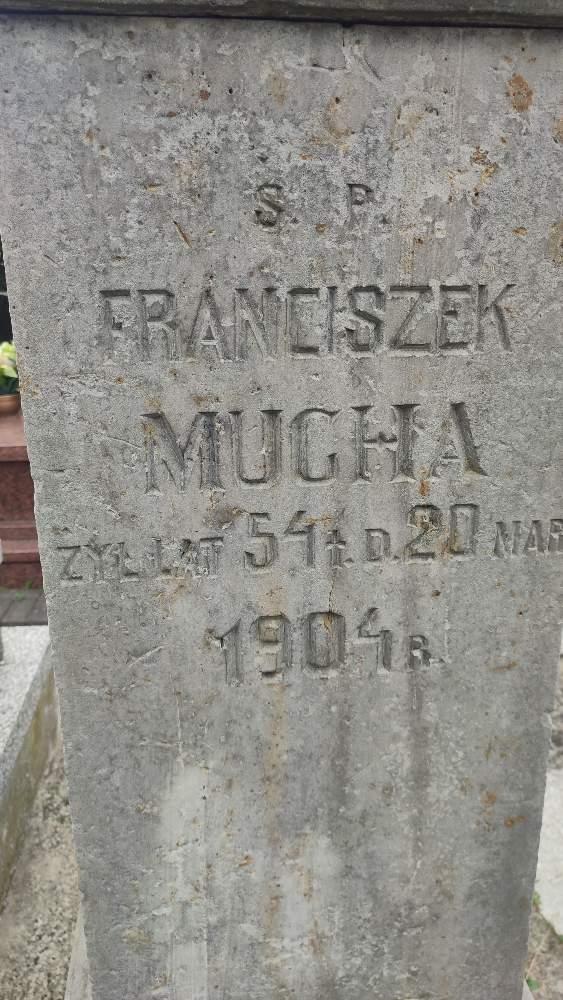 Ś. P.
FRANCISZEK
MUCHA
ŻYŁ LAT 54 † D. 20 MAR
1904 R.